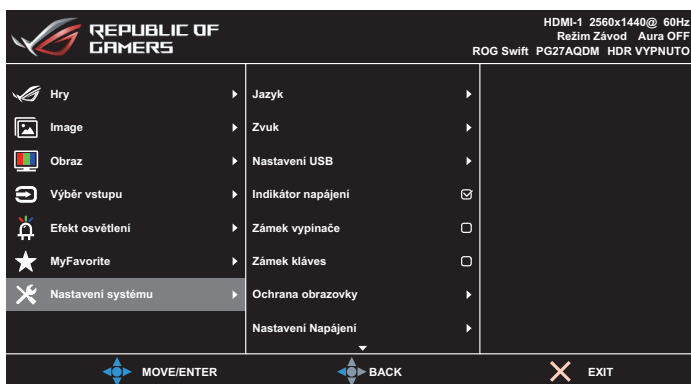 REPUBLIC OF
GAMERS
HDMI-1 2560x1440@ 60Hz
Režim Závod Aura OFF
ROG Swift PG27AQDM HDR VYPNUTO
Hry
Image
Obraz
Výběr vstupu
Efekt osvětlení
MyFavorite
Nastavení systému
Jazyk
Zvuk
Nastavení USB
Indikátor napájení
Zámek vypínače
Zámek kláves
Ochrana obrazovky
Nastavení Napájení
MOVE/ENTER
BACK
EXIT